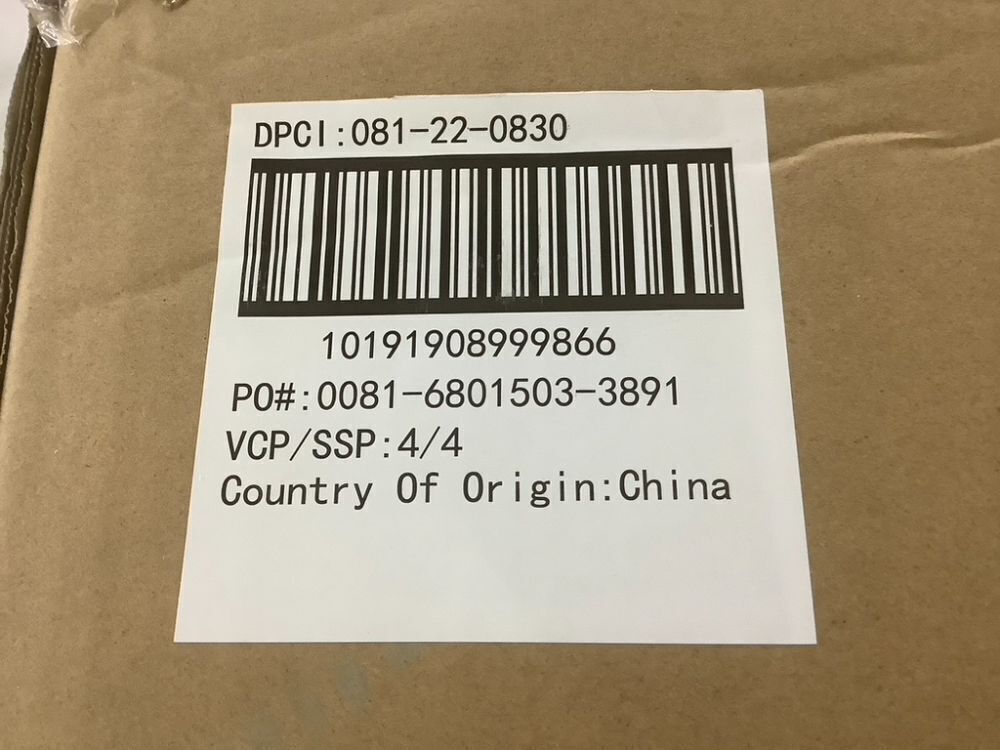 DPCI:081-22-0830
10191908999866
PO#:0081-6801503-3891
VCP/SSP:4/4
Country Of Origin:China